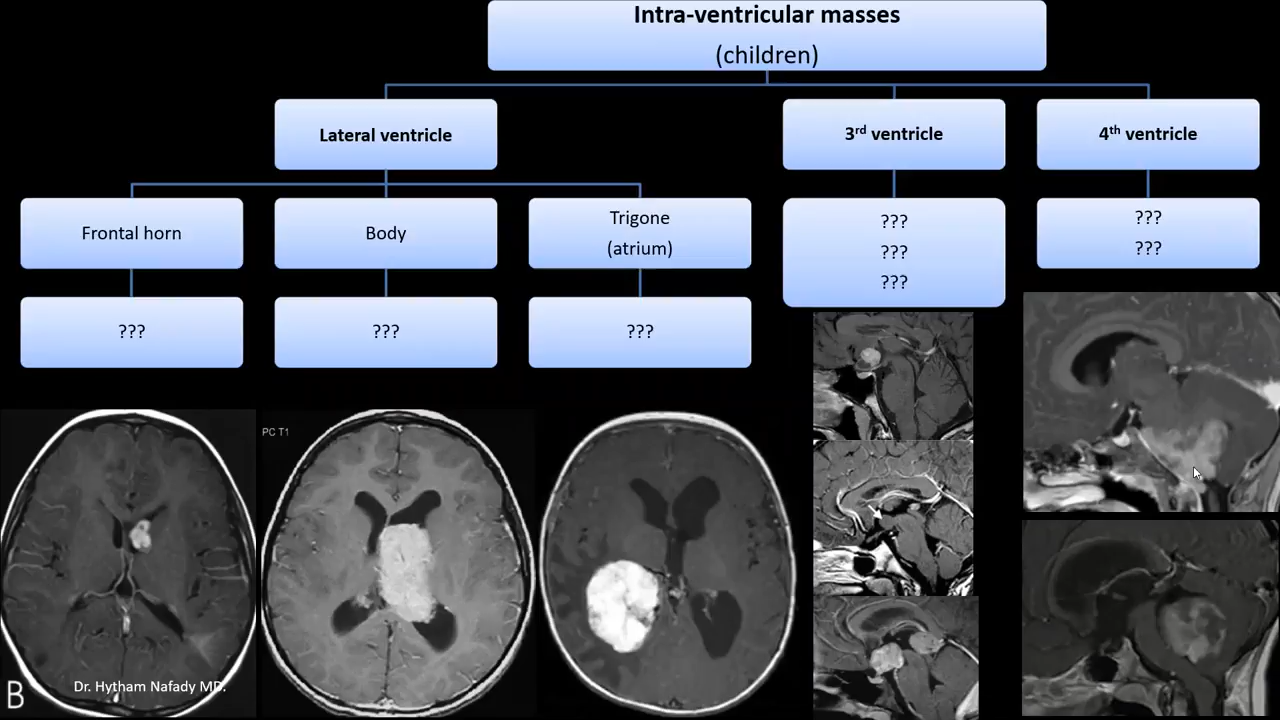 Intra-ventricular masses
(children)
Lateral ventricle
3rd ventricle
4th ventricle
Frontal horn
Body
Trigone
(atrium)
???
???
???
???
???
???
???
???
PC T1
B
Dr. Hytham Nafady MD.